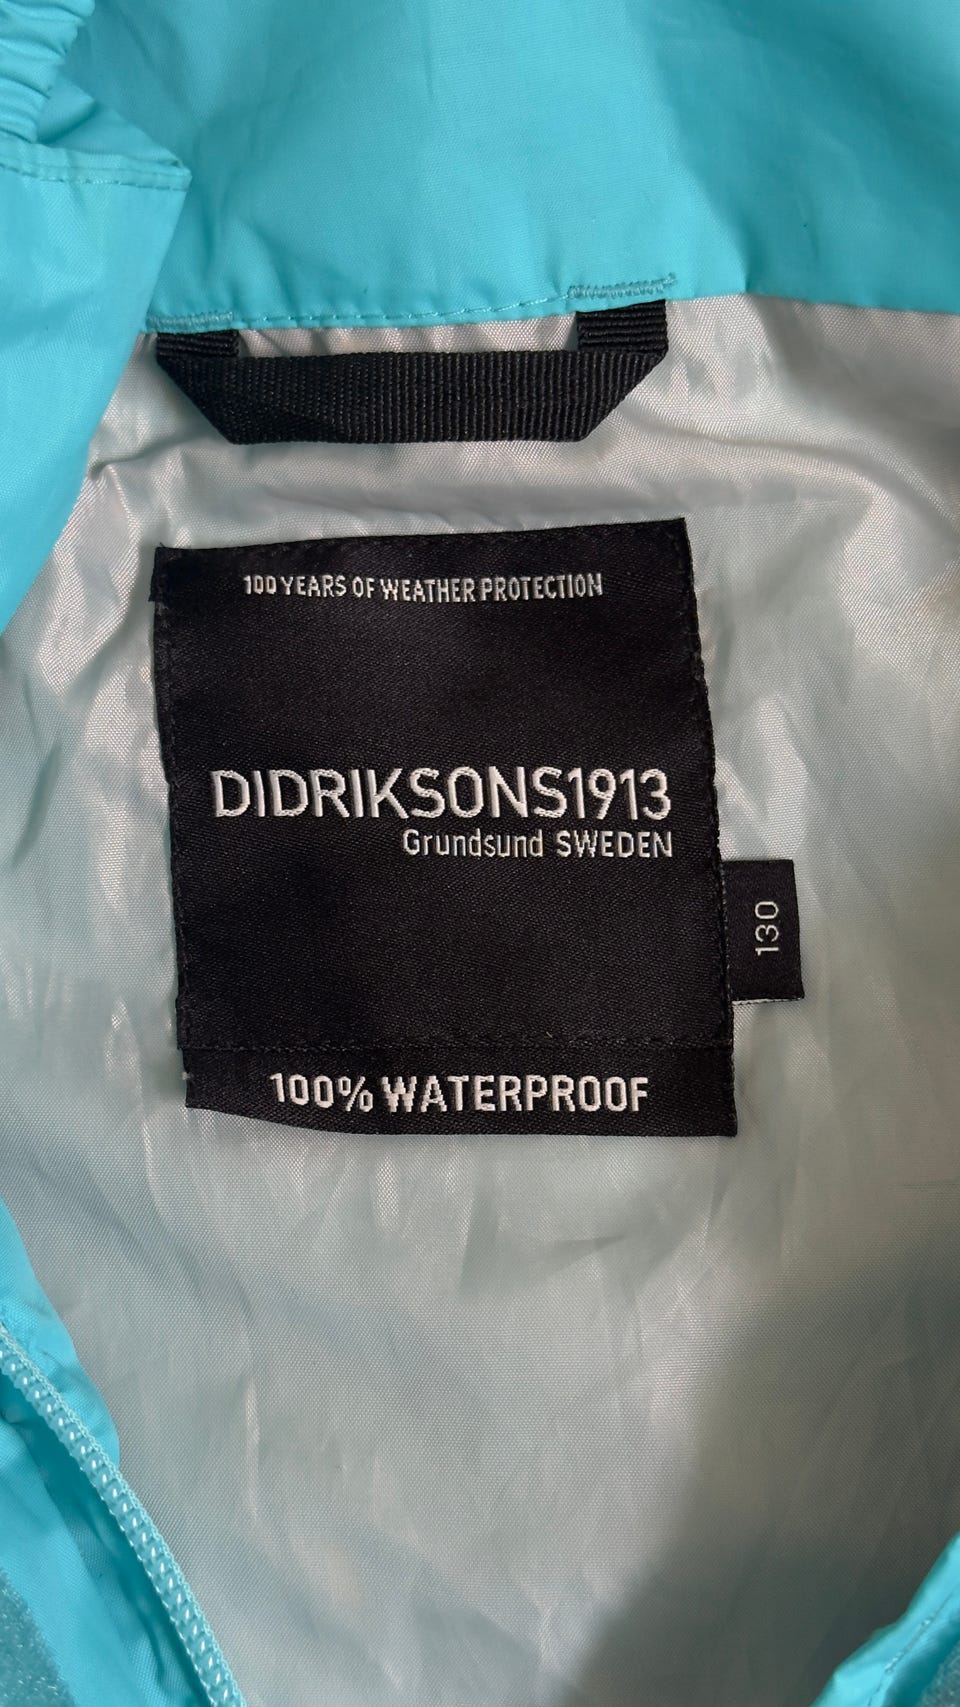 100 YEARS OF WEATHER PROTECTION
DIDRIKSONS1913
Grundsund SWEDEN
130
100% WATERPROOF